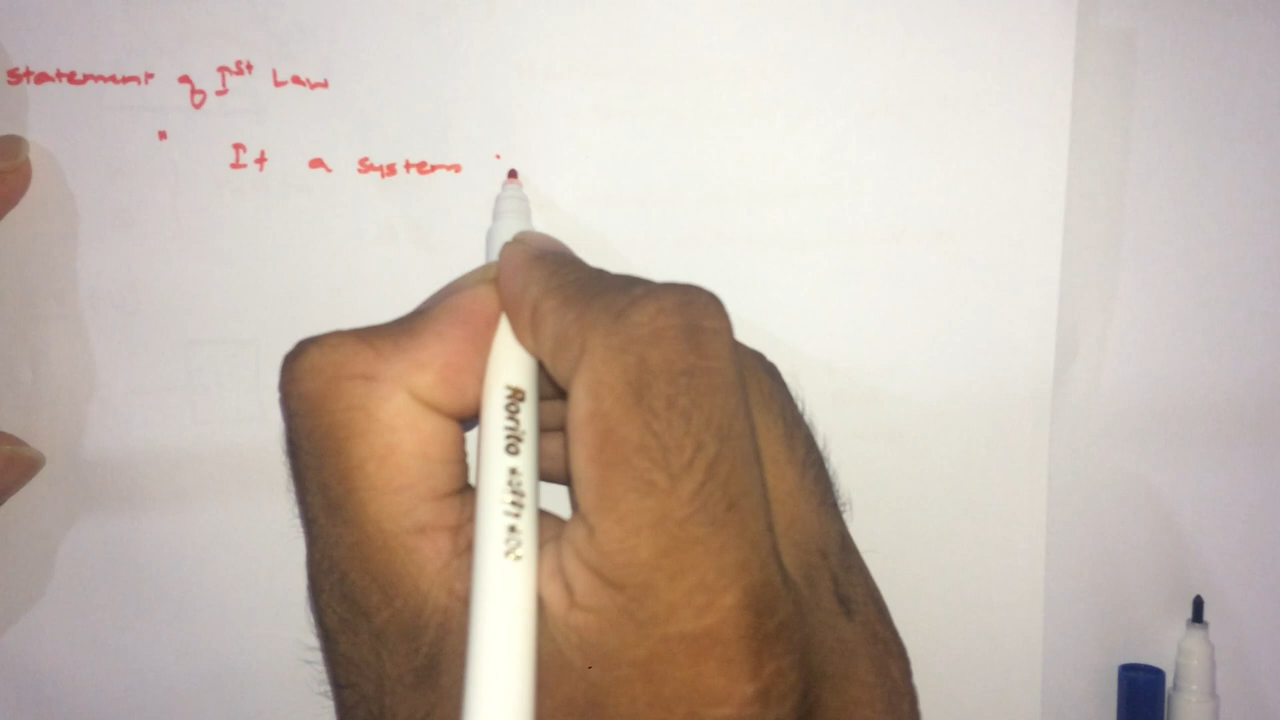 Statement of Ist Law
" If a system
Rorito